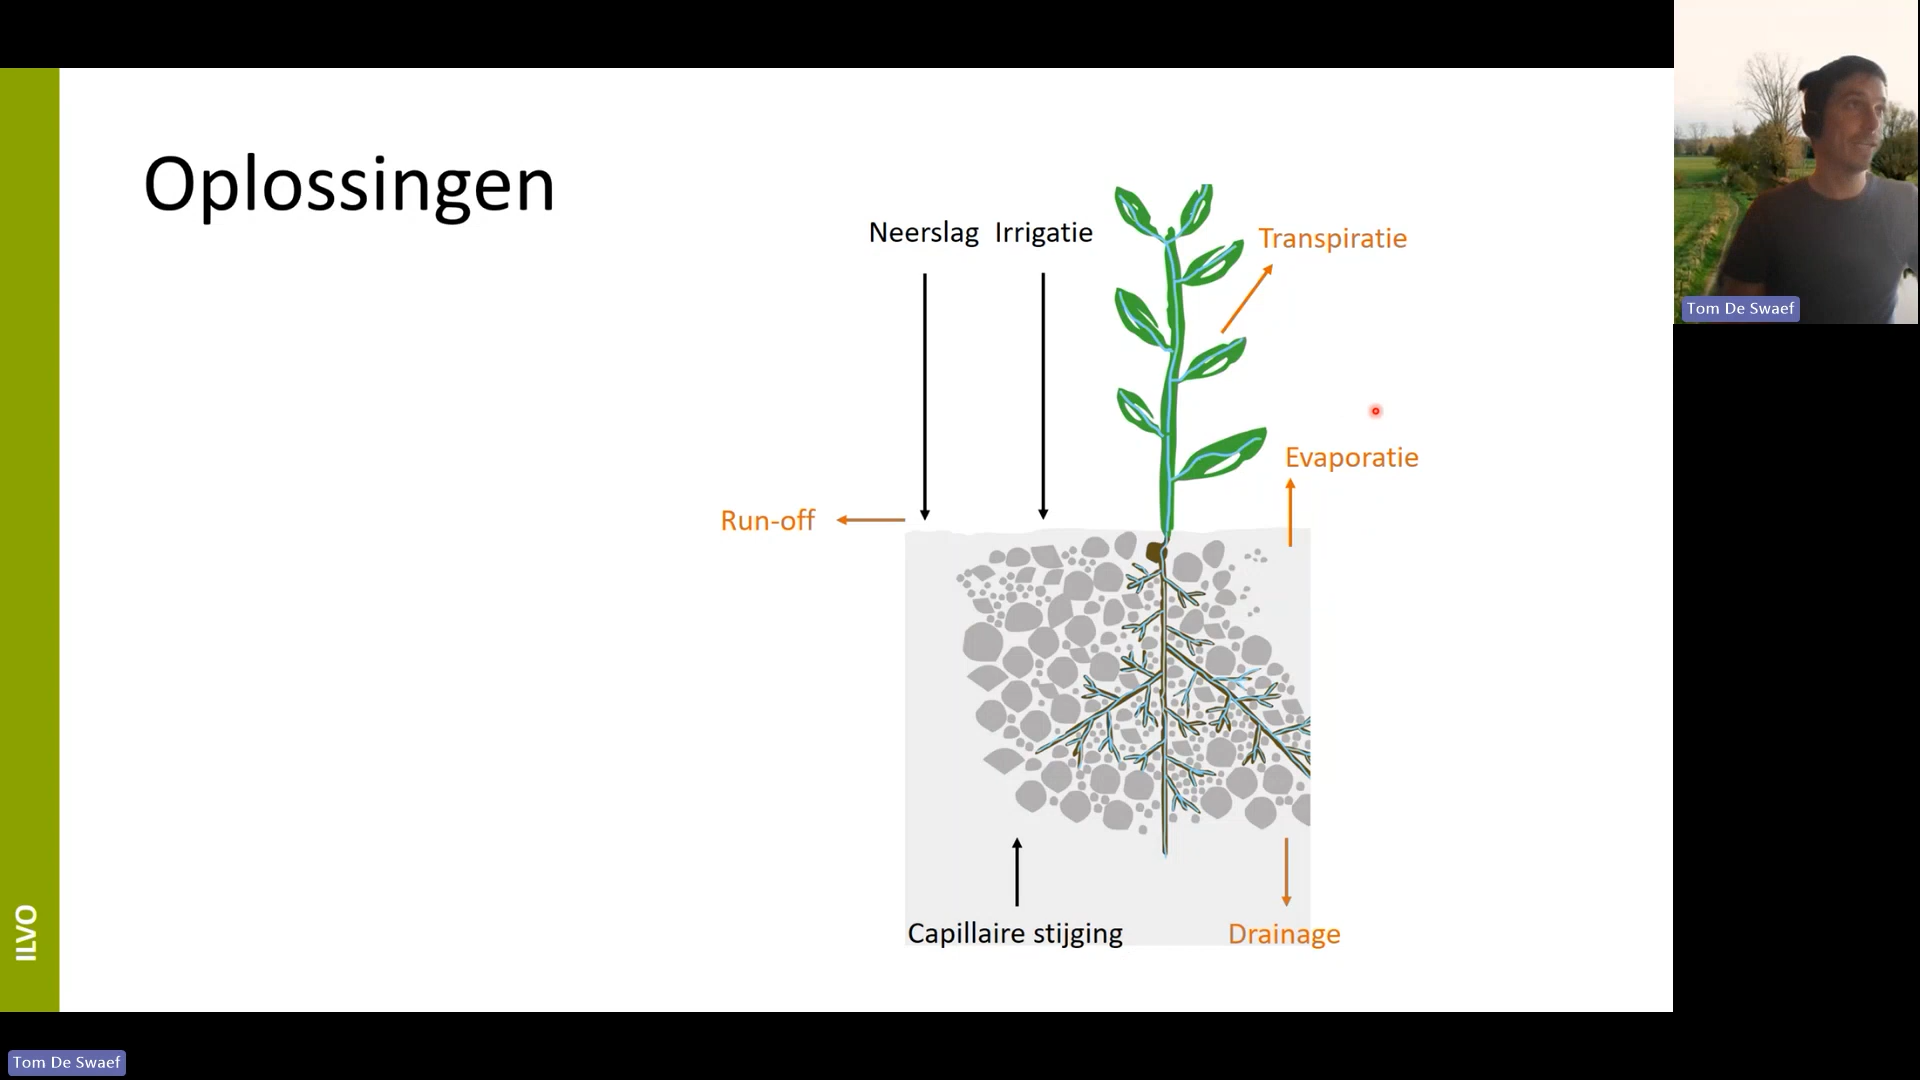 Oplossingen
Neerslag Irrigatie
Transpiratie
Evaporatie
Run-off
Capillaire stijging
Drainage
ILVO
Tom De Swaef
Tom De Swaef